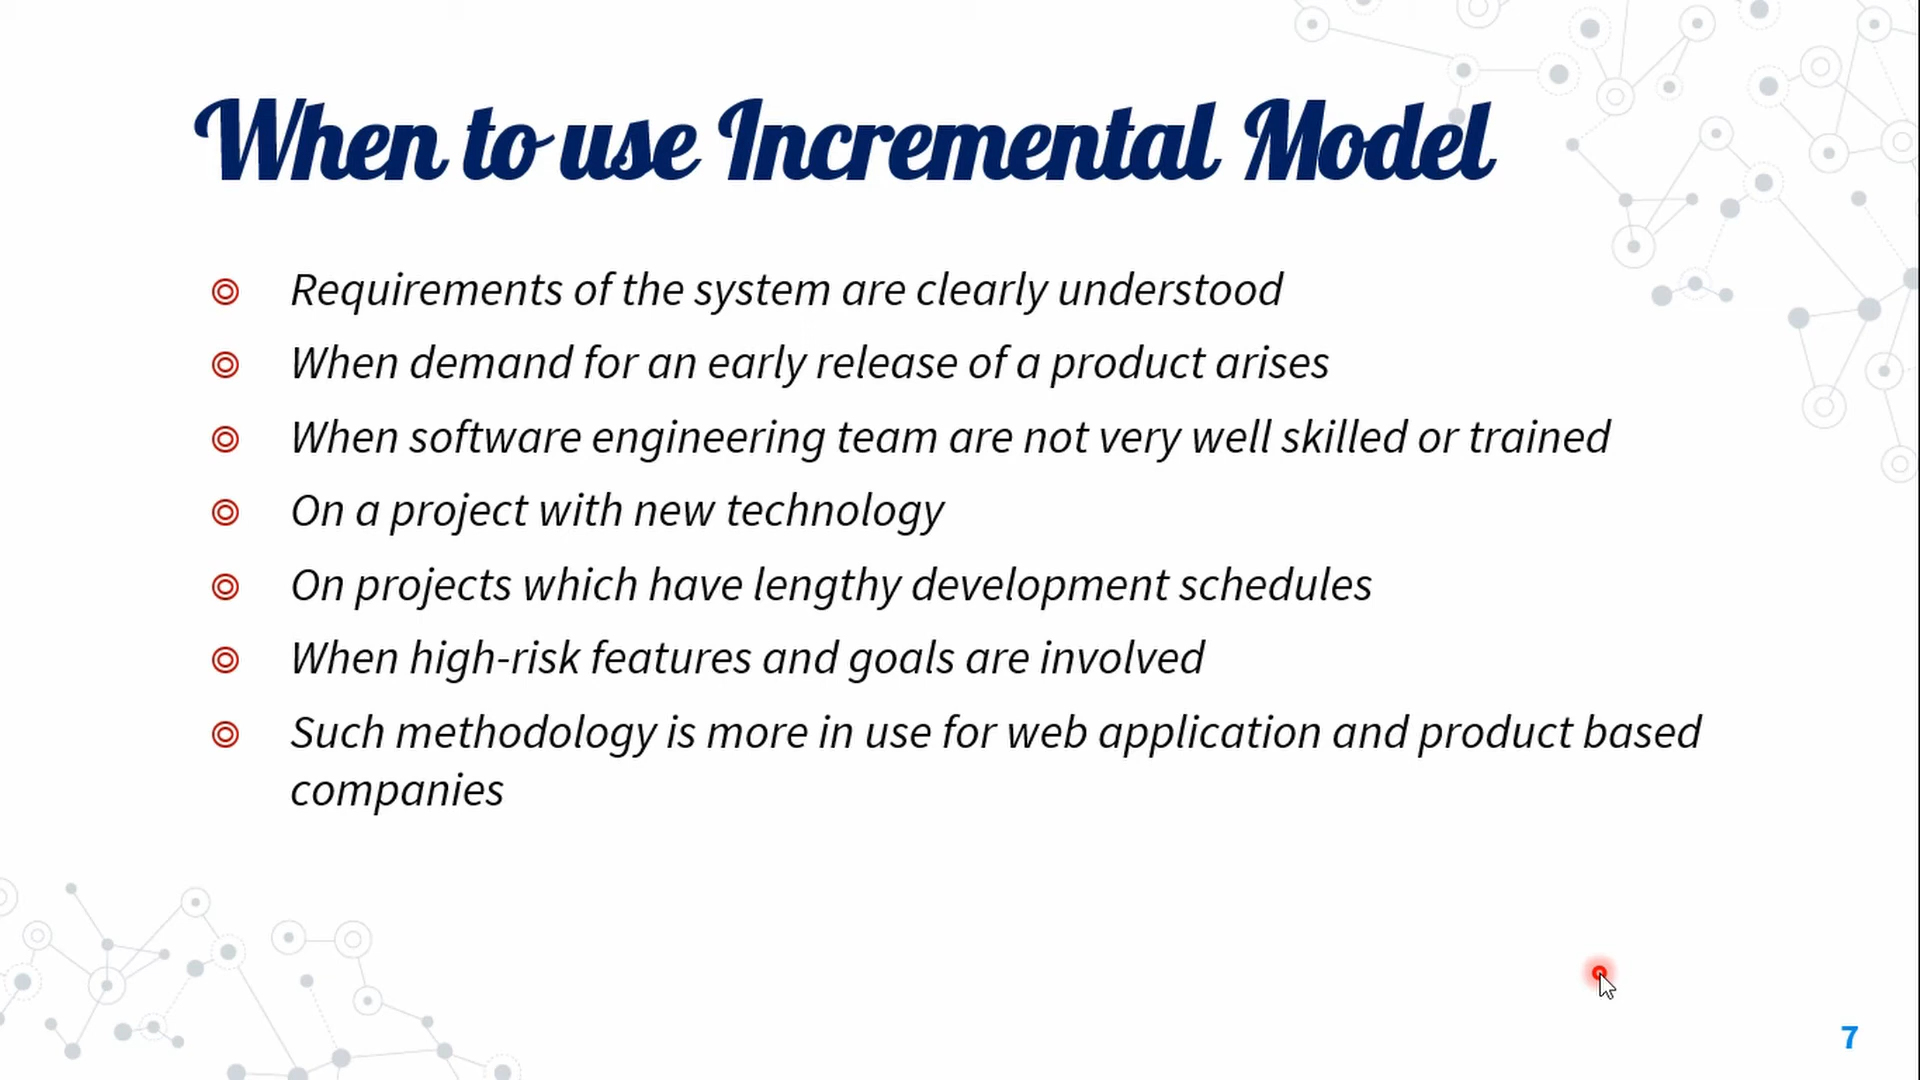 When to use Incremental Model
Requirements of the system are clearly understood
When demand for an early release of a product arises
When software engineering team are not very well skilled or trained
On a project with new technology
On projects which have lengthy development schedules
When high-risk features and goals are involved
Such methodology is more in use for web application and product based
companies
7